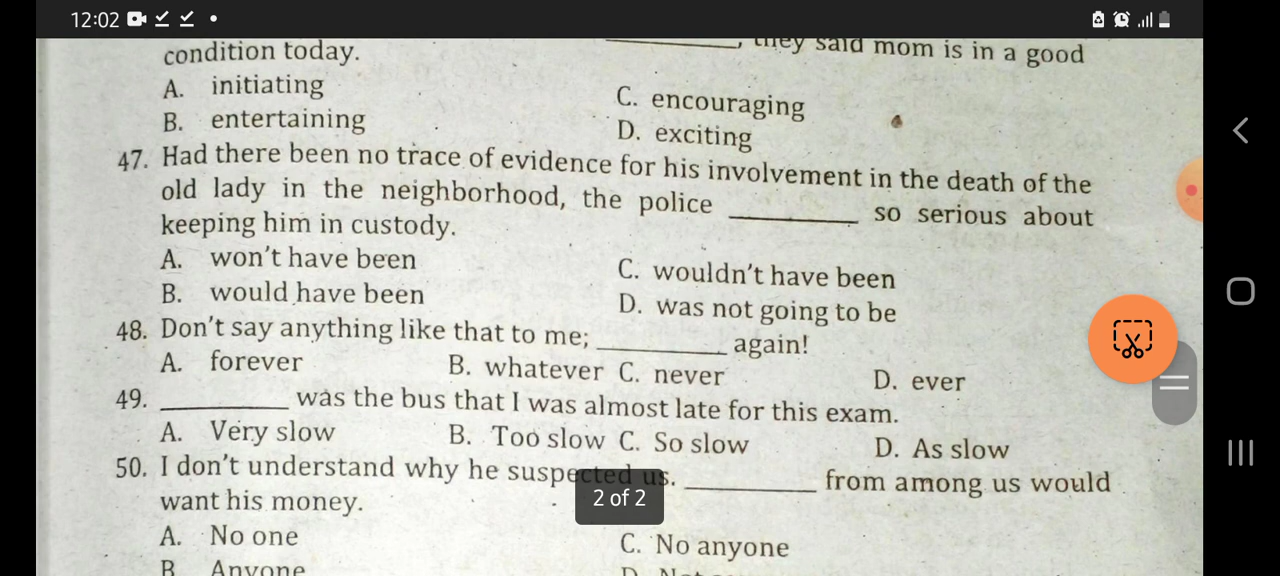 12:02
condition today. ________, they said mom is in a good
A. initiating C. encouraging
B. entertaining D. exciting
47. Had there been no trace of evidence for his involvement in the death of the
old lady in the neighborhood, the police ________ so serious about
keeping him in custody.
A. won't have been C. wouldn't have been
B. would have been D. was not going to be
48. Don't say anything like that to me; ________ again!
A. forever B. whatever C. never D. ever
49. ________ was the bus that I was almost late for this exam.
A. Very slow B. Too slow C. So slow D. As slow
50. I don't understand why he suspected us. ________ from among us would
2 of 2
want his money.
A. No one C. No anyone
B. Anyone D.